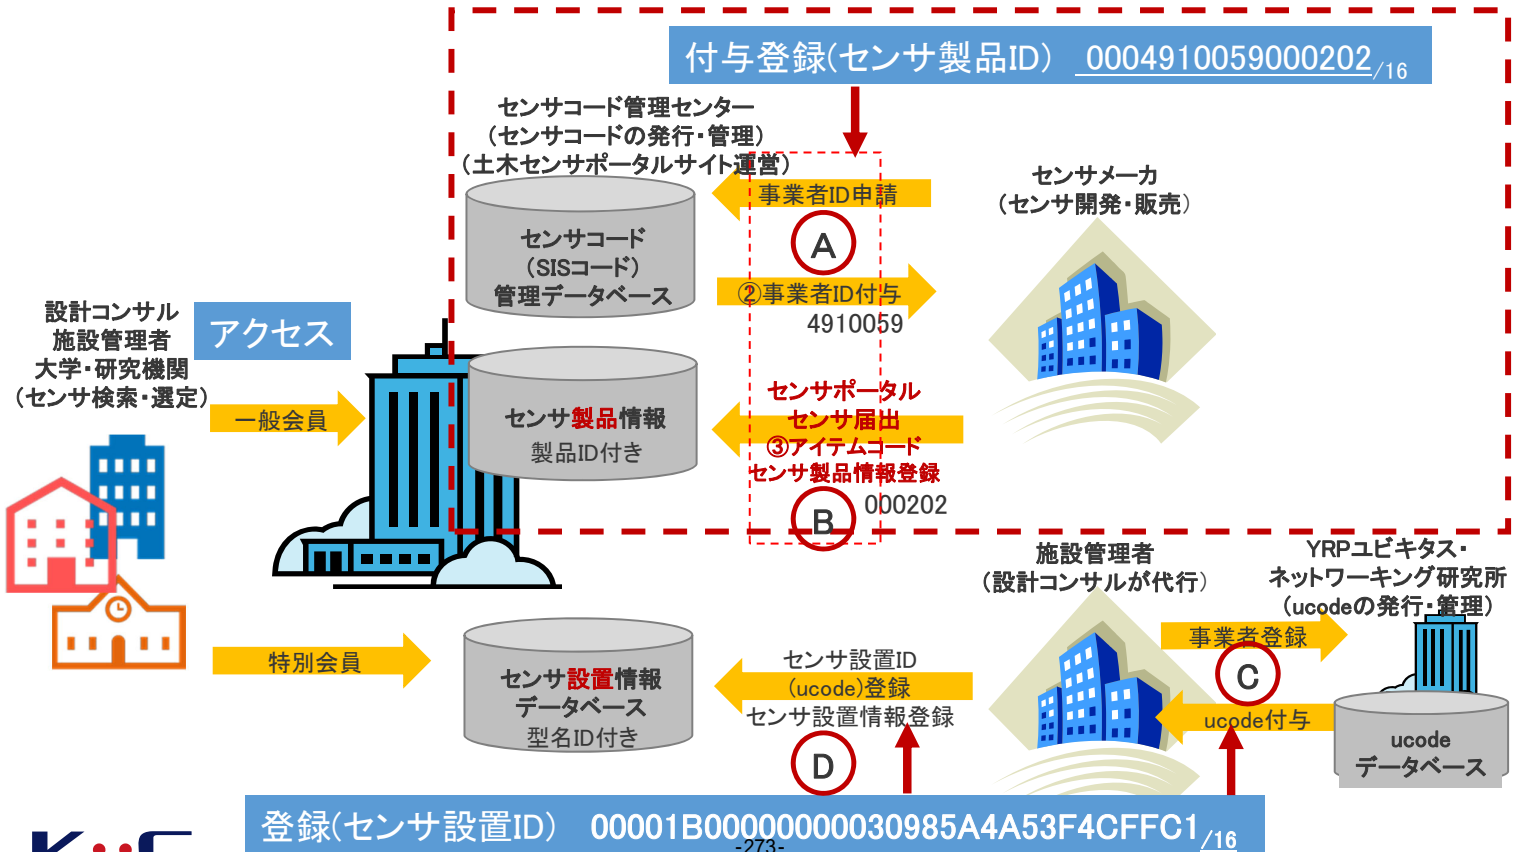 付与登録(センサ製品ID) 0004910059000202/16
センサコード管理センター
（センサコードの発行・管理）
（土木センサポータルサイト運営）
センサコード
（SISコード）
管理データベース
事業者ID申請
A
②事業者ID付与
4910059
センサメーカ
（センサ開発・販売）
設計コンサル
施設管理者
大学・研究機関
（センサ検索・選定）
アクセス
一般会員
センサ製品情報
製品ID付き
センサポータル
センサ届出
③アイテムコード
センサ製品情報登録
B
000202
施設管理者
（設計コンサルが代行）
YRPユビキタス・
ネットワーキング研究所
（ucodeの発行・管理）
事業者登録
C
ucode付与
ucode
データベース
特別会員
センサ設置情報
データベース
型名ID付き
センサ設置ID
(ucode)登録
センサ設置情報登録
D
登録(センサ設置ID) 00001B00000000030985A4A53F4CFFC1/16
-273-